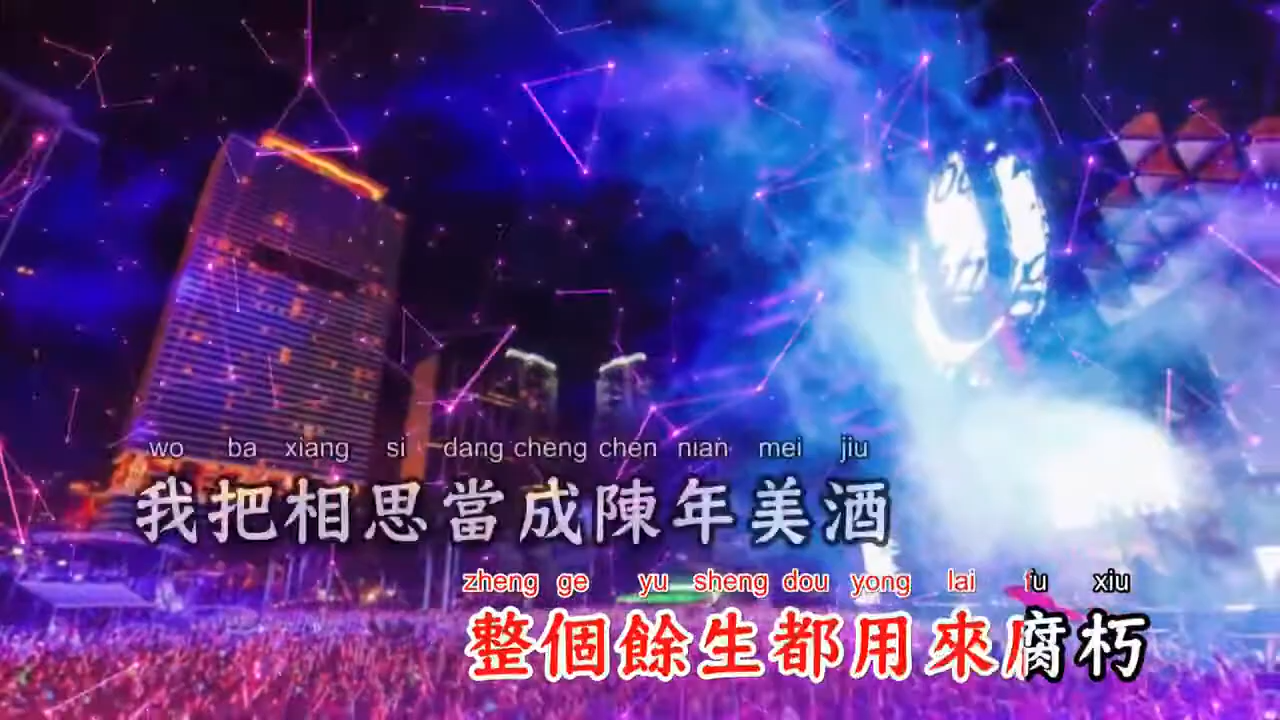 wo ba xiang si dang cheng chen nian mei jiu
我把相思當成陳年美酒
zheng ge yu sheng dou yong lai fu xiu
整個餘生都用來腐朽